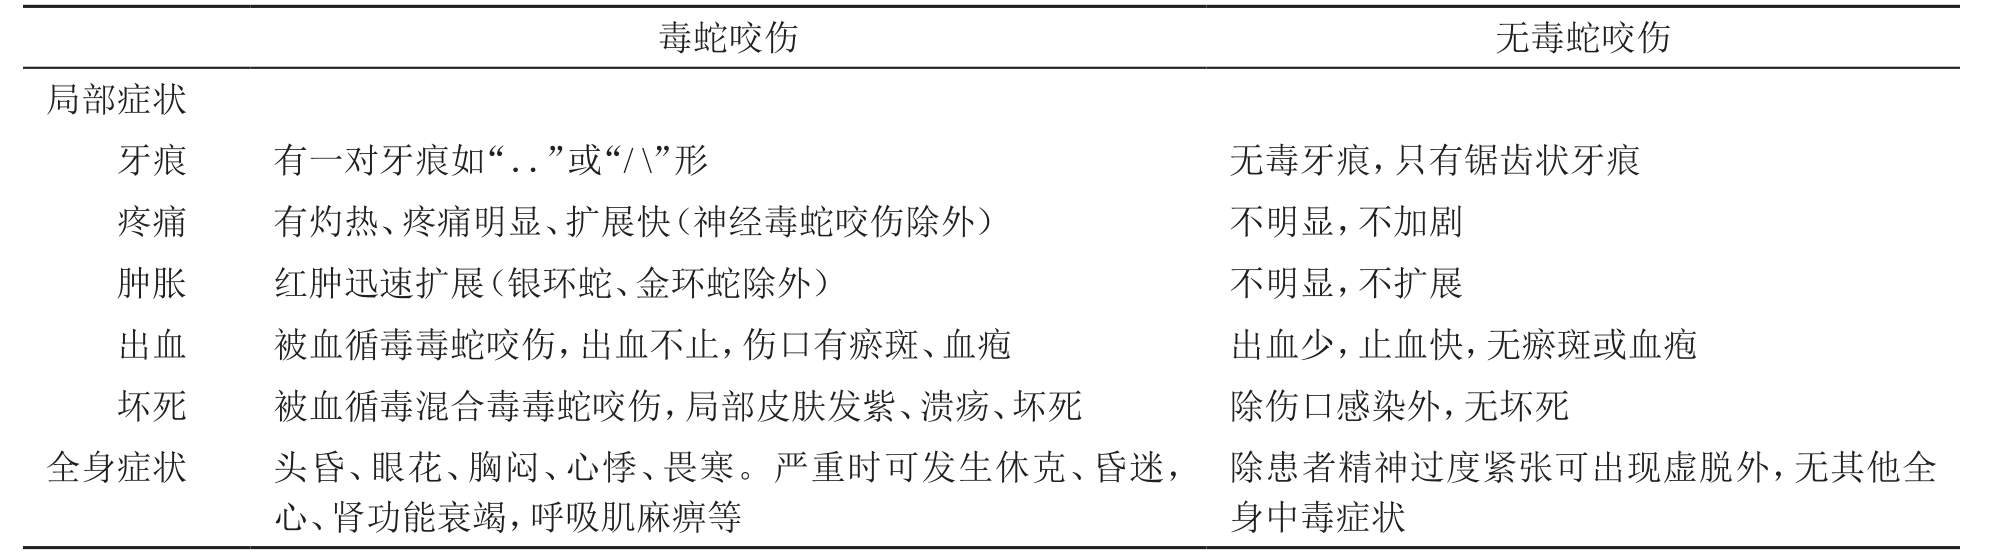 毒蛇咬伤 无毒蛇咬伤
局部症状
牙痕 有一对牙痕如“. .”或“/ \”形 无毒牙痕，只有锯齿状牙痕
疼痛 有灼热、疼痛明显、扩展快（神经毒蛇咬伤除外） 不明显，不加剧
肿胀 红肿迅速扩展（银环蛇、金环蛇除外） 不明显，不扩展
出血 被血循毒毒蛇咬伤，出血不止，伤口有瘀斑、血疱 出血少，止血快，无瘀斑或血疱
坏死 被血循毒混合毒毒蛇咬伤，局部皮肤发紫、溃疡、坏死 除伤口感染外，无坏死
全身症状 头昏、眼花、胸闷、心悸、畏寒。严重时可发生休克、昏迷， 除患者精神过度紧张可出现虚脱外，无其他全
心、肾功能衰竭，呼吸肌麻痹等 身中毒症状